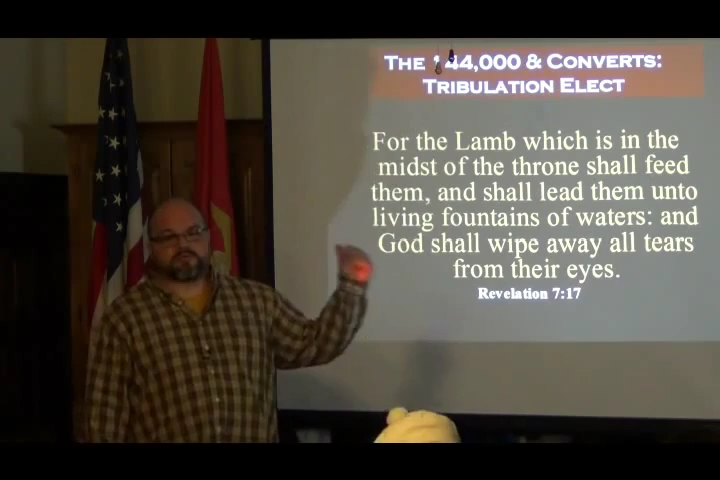 THE 144,000 & CONVERTS:
TRIBULATION ELECT
For the Lamb which is in the
midst of the throne shall feed
them, and shall lead them unto
living fountains of waters: and
God shall wipe away all tears
from their eyes.
Revelation 7:17